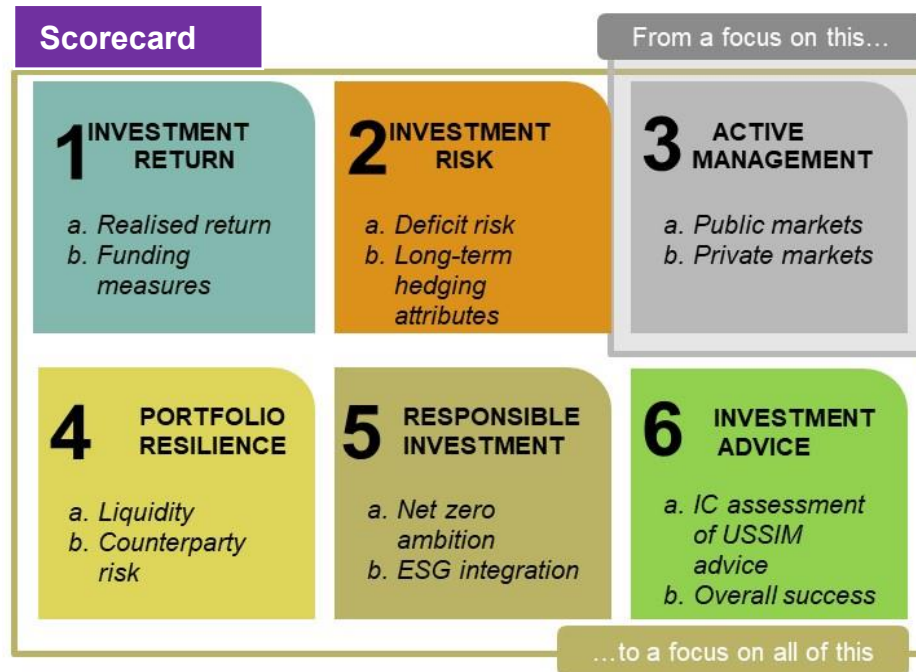 Scorecard
From a focus on this...
1 INVESTMENT
RETURN
a. Realised return
b. Funding
measures
2 INVESTMENT
RISK
a. Deficit risk
b. Long-term
hedging
attributes
3 ACTIVE
MANAGEMENT
a. Public markets
b. Private markets
4 PORTFOLIO
RESILIENCE
a. Liquidity
b. Counterparty
risk
5 RESPONSIBLE
INVESTMENT
a. Net zero
ambition
b. ESG integration
6 INVESTMENT
ADVICE
a. IC assessment
of USSIM
advice
b. Overall success
...to a focus on all of this